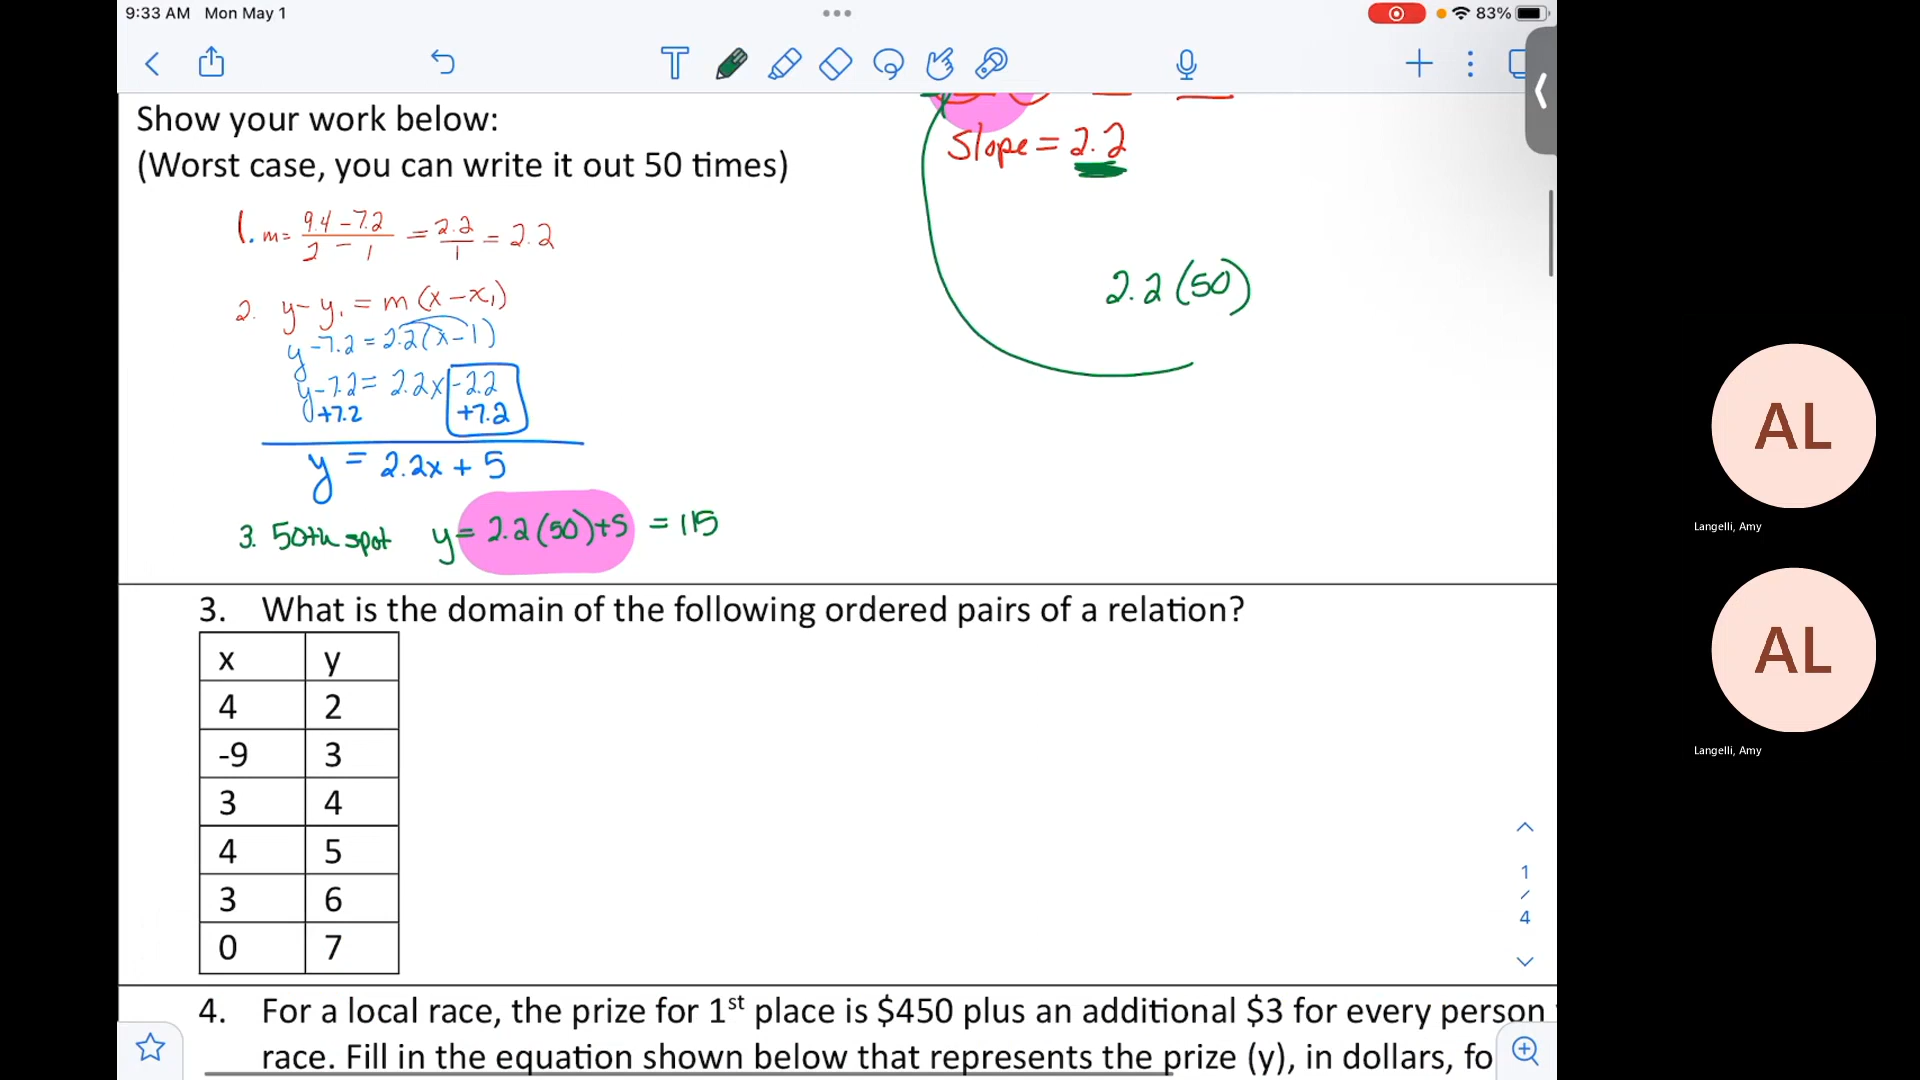 9:33 AM Mon May 1
83%
Show your work below:
(Worst case, you can write it out 50 times)
Slope = 2.2
1. m = 9.4 - 7.2 / 2 - 1 = 2.2 / 1 = 2.2
2. y - y₁ = m (x - x₁)
y - 7.2 = 2.2(x - 1)
y - 7.2 = 2.2x - 2.2
+7.2 +7.2
y = 2.2x + 5
2.2(50)
3. 50th spot y = 2.2(50)+5 = 115
3. What is the domain of the following ordered pairs of a relation?
x y
4 2
-9 3
3 4
4 5
3 6
0 7
4. For a local race, the prize for 1st place is $450 plus an additional $3 for every person
race. Fill in the equation shown below that represents the prize (y), in dollars, fo
1
/
4
AL
Langelli, Amy
AL
Langelli, Amy